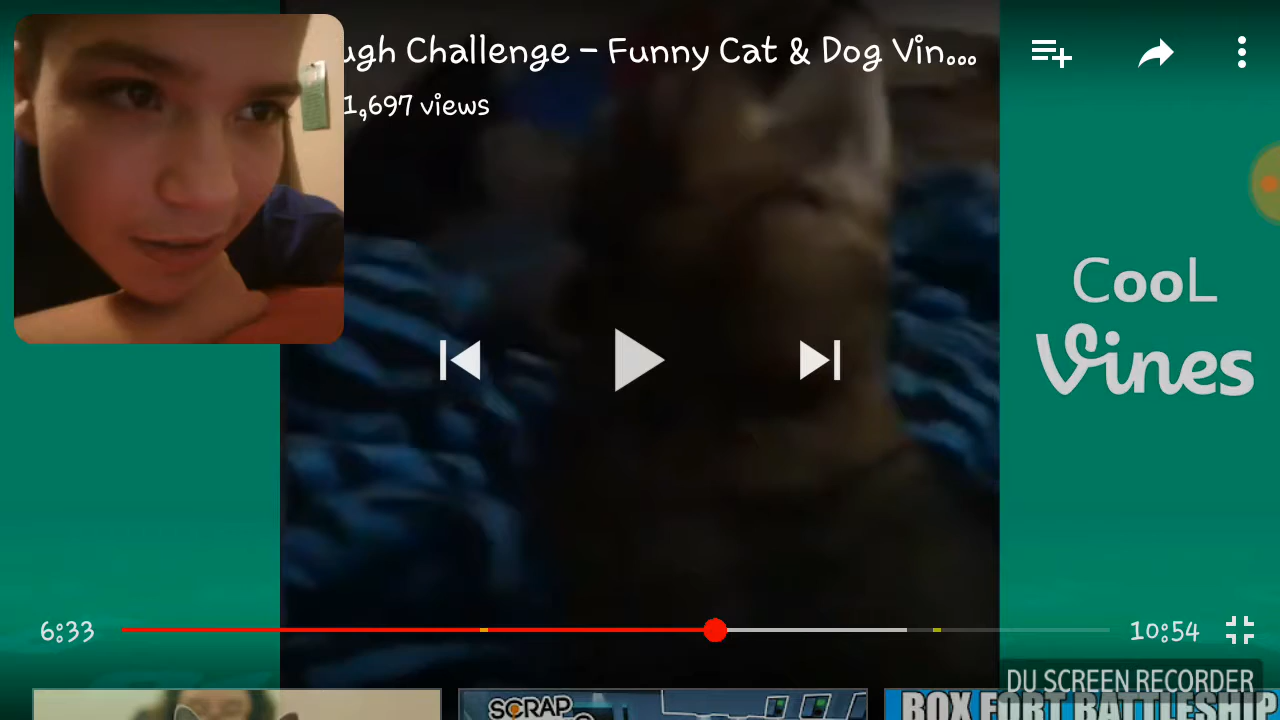 ugh Challenge – Funny Cat & Dog Vin...
1,697 views
CooL
Vines
6:33
10:54
DU SCREEN RECORDER
SCRAP
BOX FORT BATTLESHIP